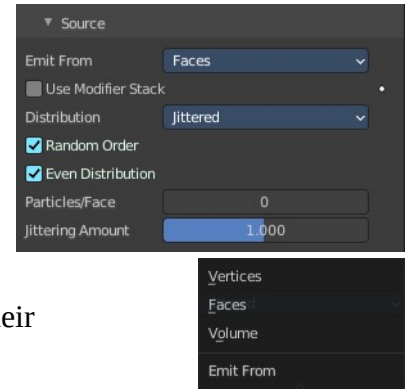 Source
Emit From Faces
Use Modifier Stack
Distribution Jittered
Random Order
Even Distribution
Particles/Face 0
Jittering Amount 1.000
eir
Vertices
Faces
Volume
Emit From